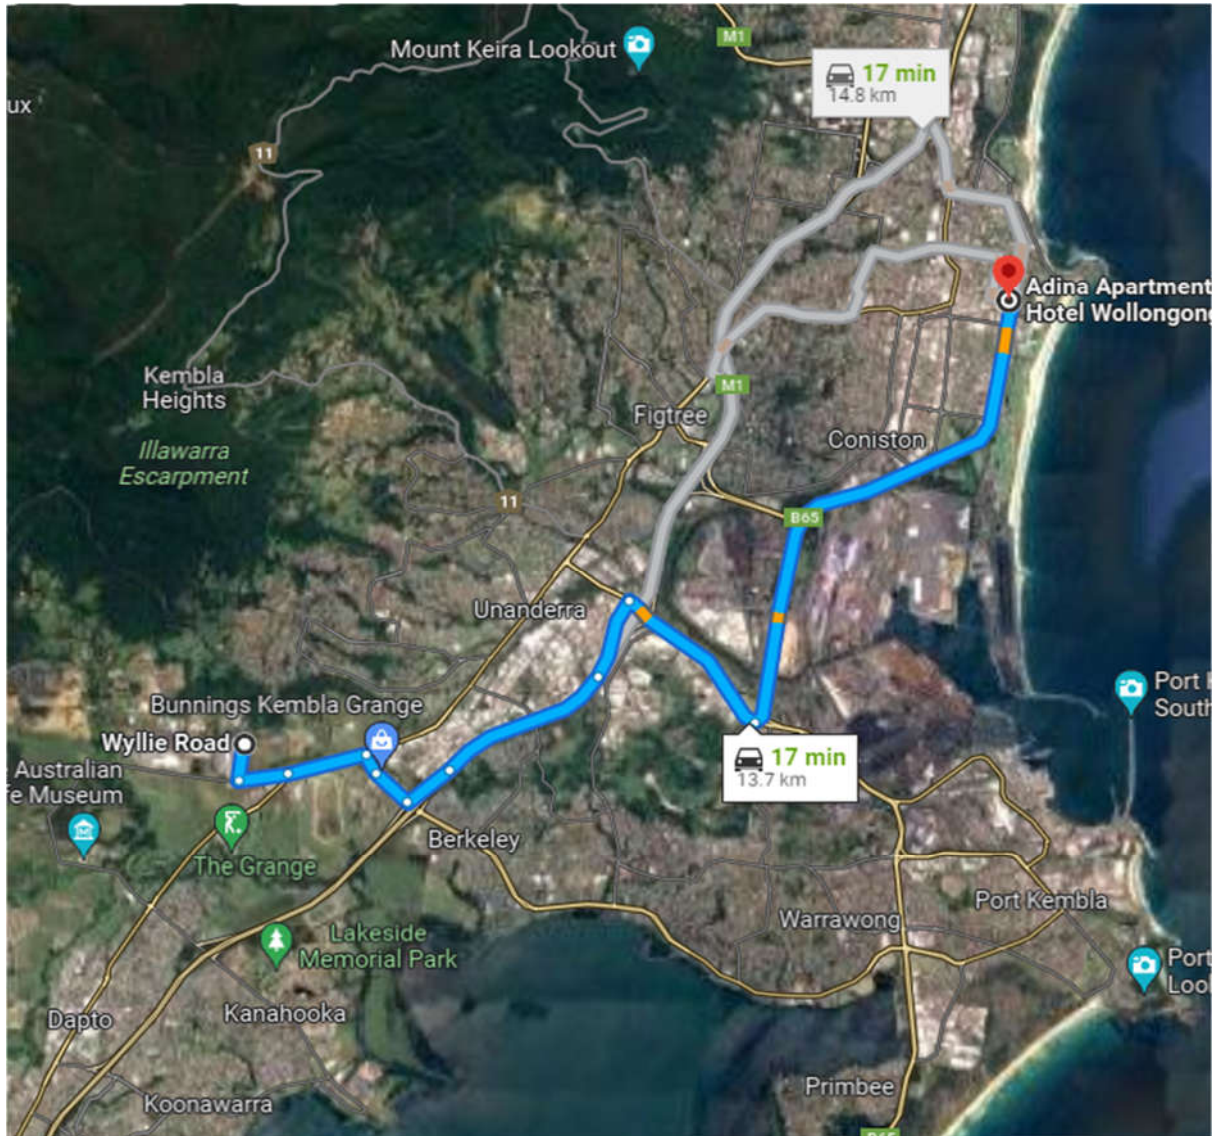 M1
Mount Keira Lookout
17 min
14.8 km
ux
11
Adina Apartment
Hotel Wollongong
Kembla
Heights
M1
Figtree
Coniston
Illawarra
Escarpment
11
B65
Unanderra
Port
South
Bunnings Kembla Grange
Wyllie Road
17 min
13.7 km
Australian
fe Museum
Berkeley
The Grange
Port Kembla
Warrawong
Lakeside
Memorial Park
Port
Loo
Dapto
Kanahooka
Primbee
Koonawarra
B65